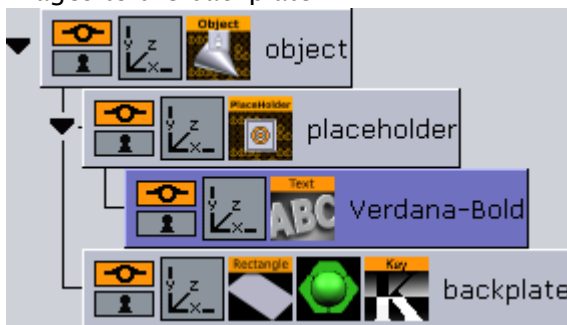 Object
y z
x
object
PlaceHolder
y z
x
placeholder
Text
y z
x
ABC
Verdana-Bold
Rectangle
Key
y z
x
K
backplate